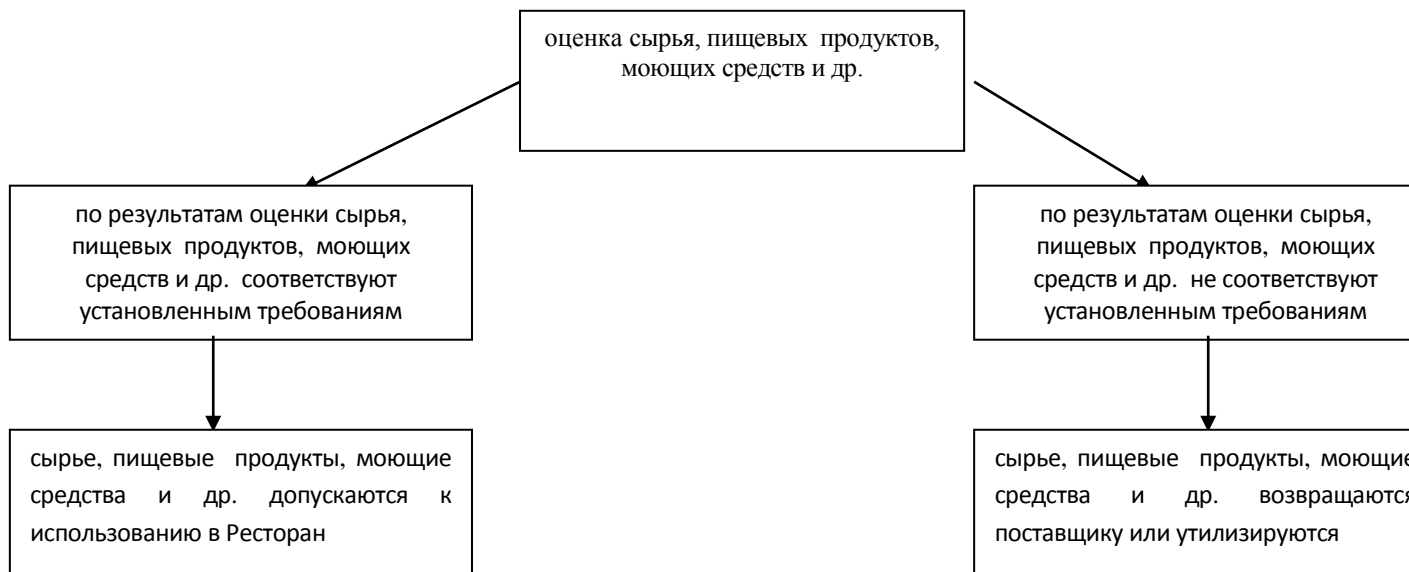 оценка сырья, пищевых продуктов,
моющих средств и др.
по результатам оценки сырья,
пищевых продуктов, моющих
средств и др. соответствуют
установленным требованиям
по результатам оценки сырья,
пищевых продуктов, моющих
средств и др. не соответствуют
установленным требованиям
сырье, пищевые продукты, моющие
средства и др. допускаются к
использованию в Ресторан
сырье, пищевые продукты, моющие
средства и др. возвращаются
поставщику или утилизируются